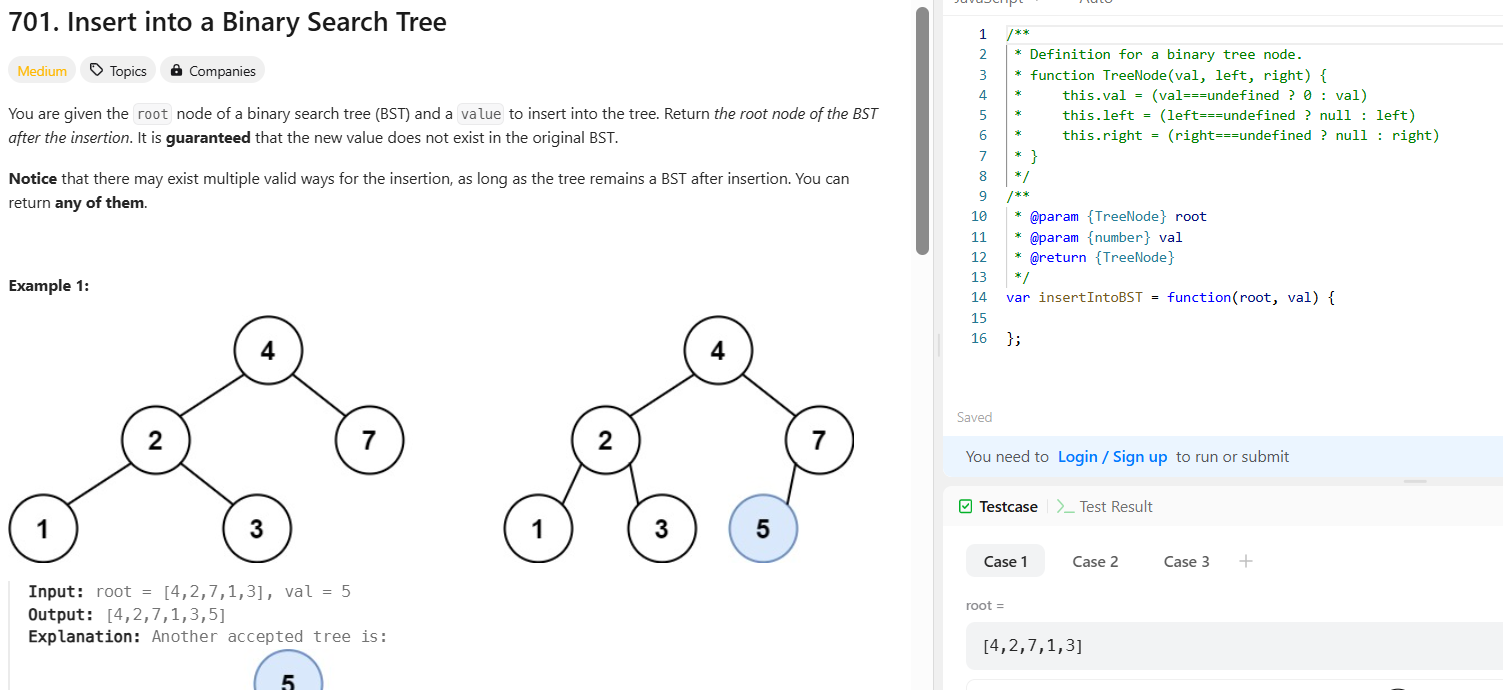 701. Insert into a Binary Search Tree
Medium Topics Companies
You are given the root node of a binary search tree (BST) and a value to insert into the tree. Return the root node of the BST
after the insertion. It is guaranteed that the new value does not exist in the original BST.
Notice that there may exist multiple valid ways for the insertion, as long as the tree remains a BST after insertion. You can
return any of them.
Example 1:
4
2 7
1 3
4
2 7
1 3 5
Input: root = [4,2,7,1,3], val = 5
Output: [4,2,7,1,3,5]
Explanation: Another accepted tree is:
5
JavaScript Auto
1 /**
2  * Definition for a binary tree node.
3  * function TreeNode(val, left, right) {
4  *     this.val = (val===undefined ? 0 : val)
5  *     this.left = (left===undefined ? null : left)
6  *     this.right = (right===undefined ? null : right)
7  * }
8  */
9 /**
10  * @param {TreeNode} root
11  * @param {number} val
12  * @return {TreeNode}
13  */
14 var insertIntoBST = function(root, val) {
15
16 };
Saved
You need to Login / Sign up to run or submit
Testcase >_ Test Result
Case 1 Case 2 Case 3 +
root =
[4,2,7,1,3]